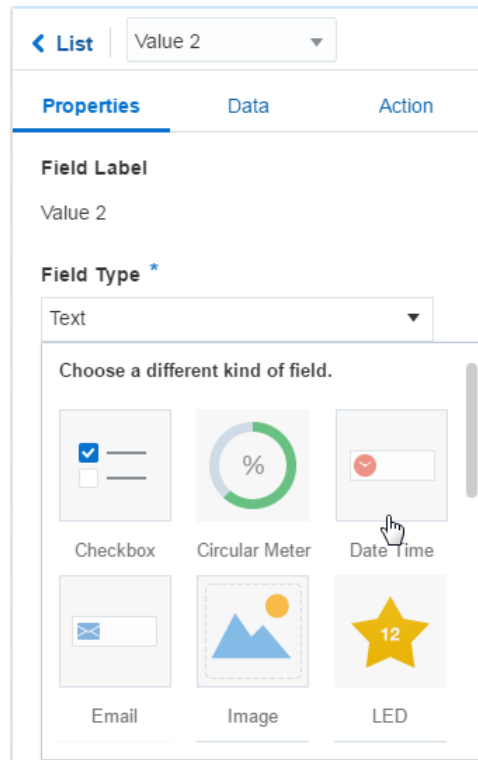 List Value 2
Properties Data Action
Field Label
Value 2
Field Type *
Text
Choose a different kind of field.
%
Checkbox Circular Meter Date Time
12
Email Image LED